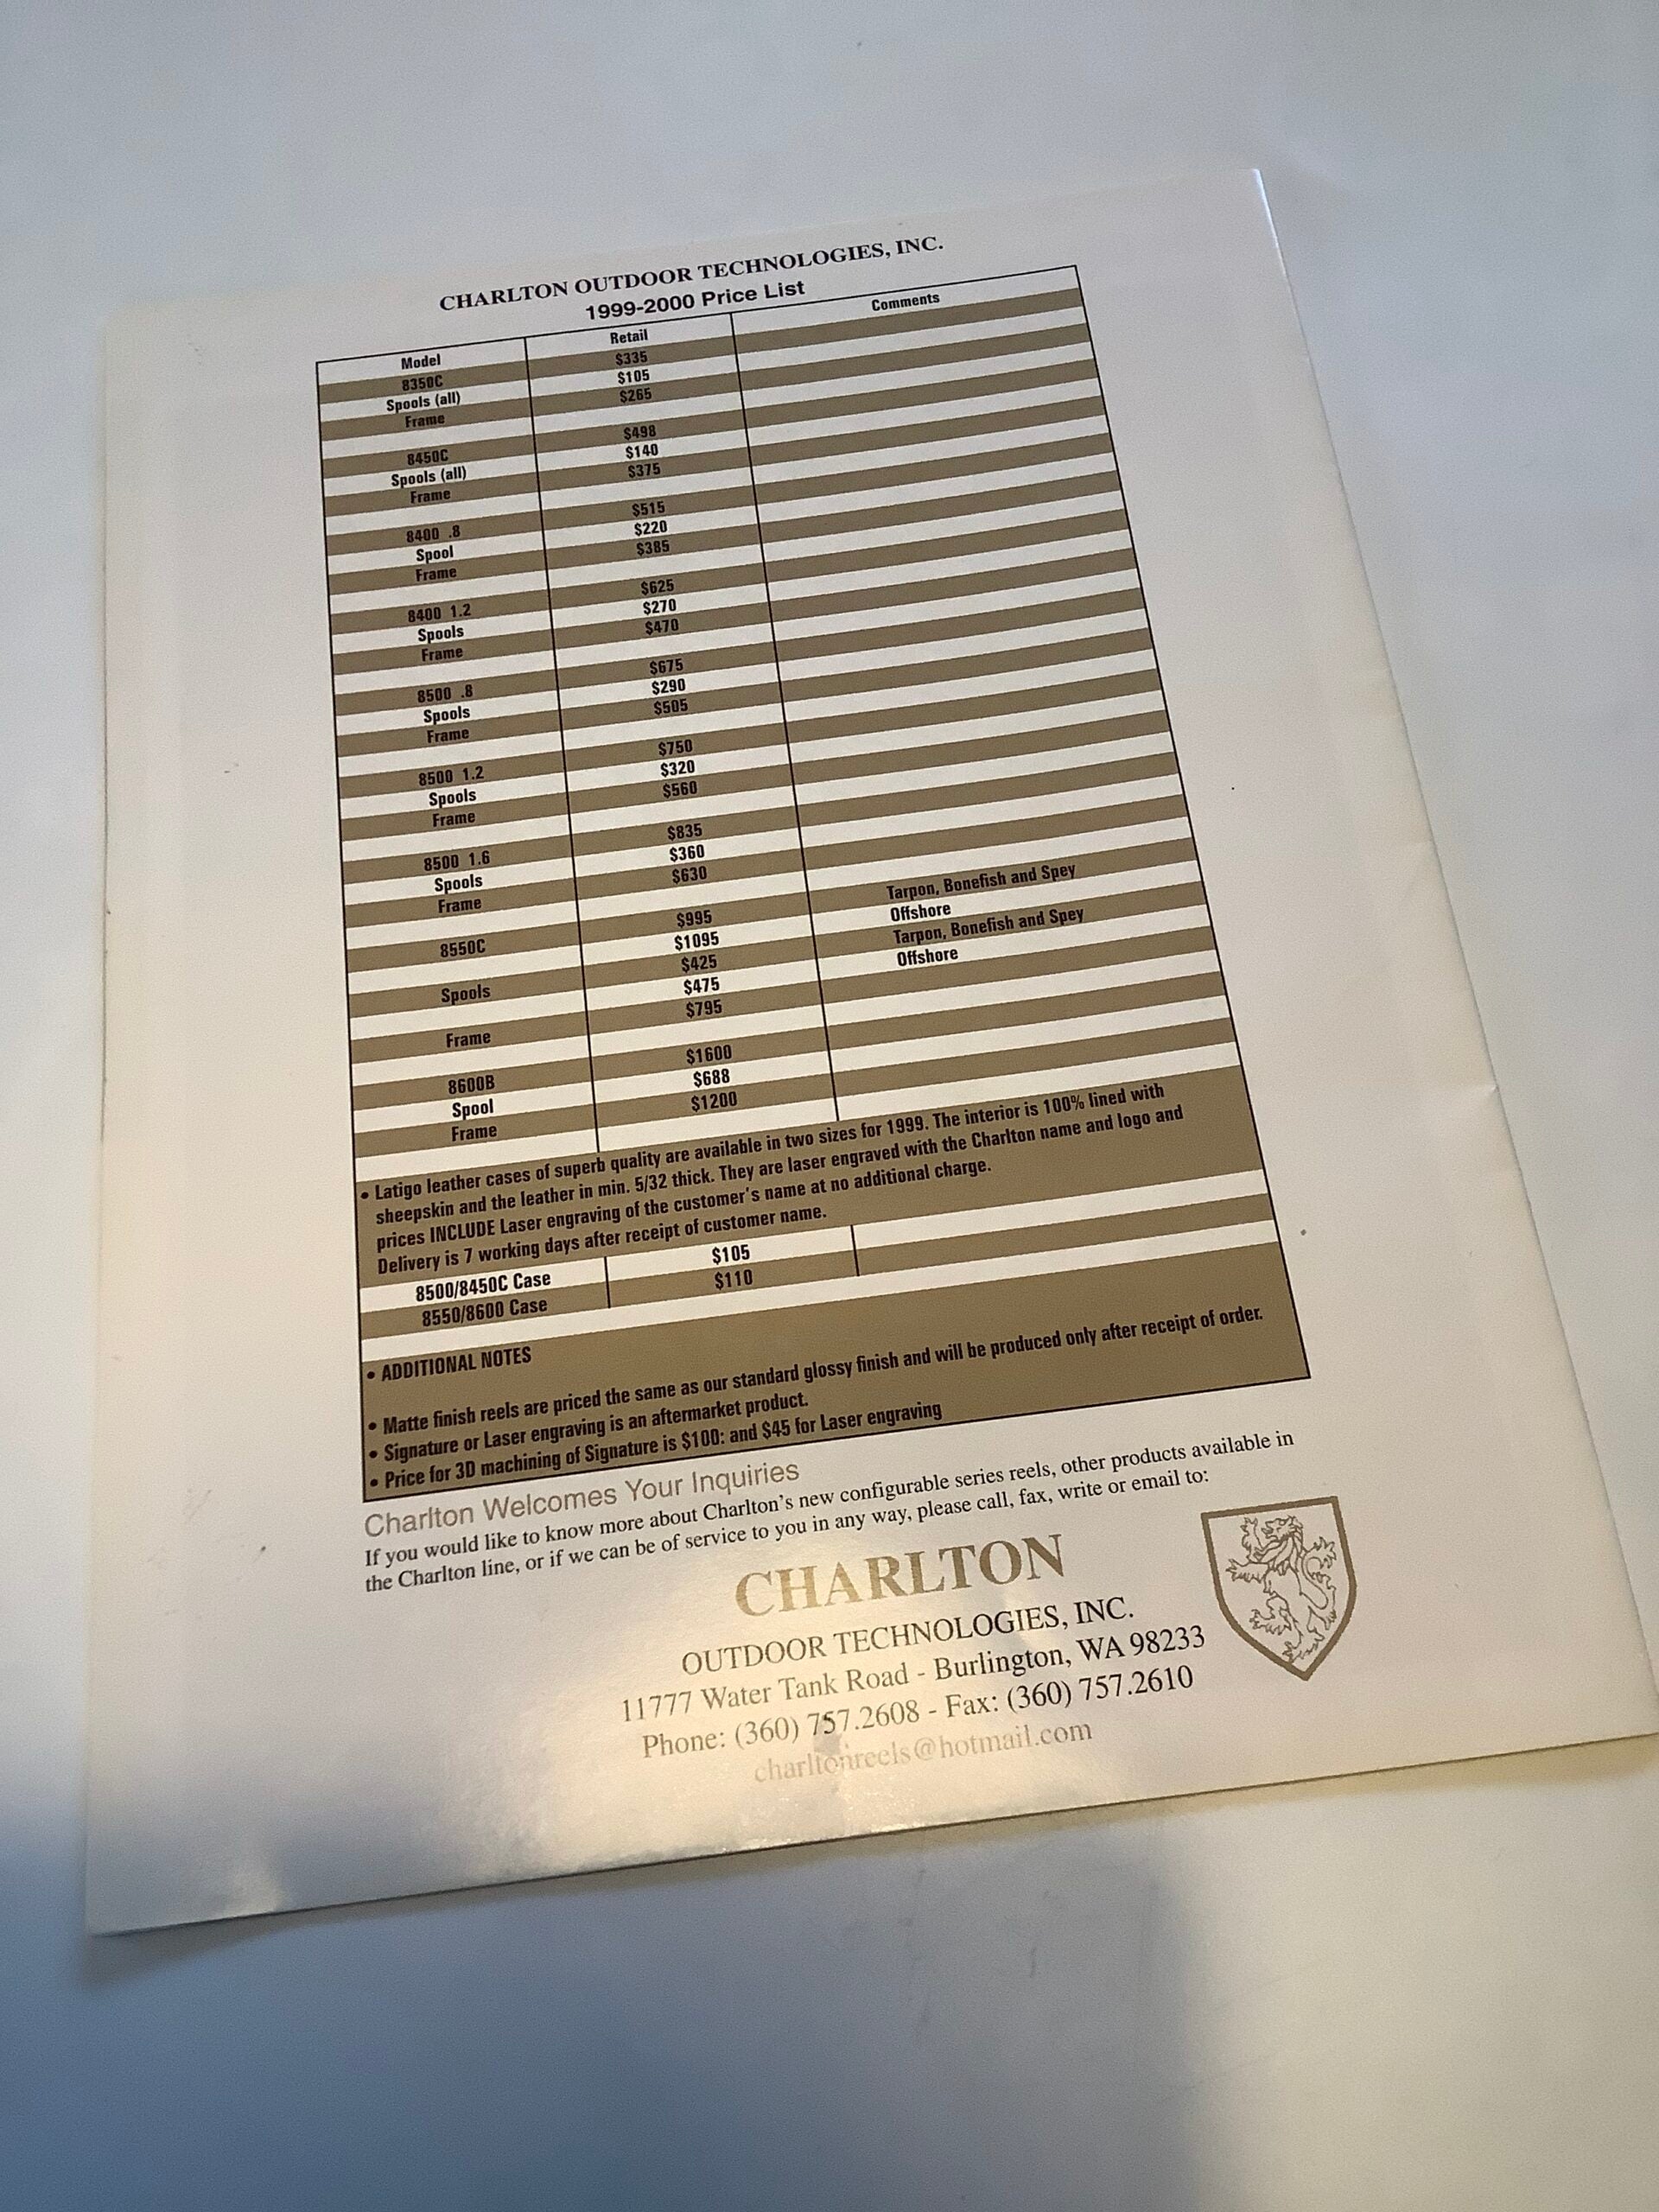 CHARLTON OUTDOOR TECHNOLOGIES, INC.
1999-2000 Price List
Model Retail Comments
8350C $335
Spools (all) $105
Frame $265
8450C $498
Spools (all) $140
Frame $375
8400 .8 $515
Spool $220
Frame $385
8400 1.2 $625
Spools $270
Frame $470
8500 .8 $675
Spools $290
Frame $505
8500 1.2 $750
Spools $320
Frame $560
8500 1.6 $835
Spools $360
Frame $630
8550C $995 Tarpon, Bonefish and Spey
$1095 Offshore
Spools $425 Tarpon, Bonefish and Spey
$475 Offshore
Frame $795
8600B $1600
Spool $688
Frame $1200
• Latigo leather cases of superb quality are available in two sizes for 1999. The interior is 100% lined with
sheepskin and the leather in min. 5/32 thick. They are laser engraved with the Charlton name and logo and
prices INCLUDE Laser engraving of the customer's name at no additional charge.
Delivery is 7 working days after receipt of customer name.
8500/8450C Case $105
8550/8600 Case $110
• ADDITIONAL NOTES
• Matte finish reels are priced the same as our standard glossy finish and will be produced only after receipt of order.
• Signature or Laser engraving is an aftermarket product.
• Price for 3D machining of Signature is $100: and $45 for Laser engraving
Charlton Welcomes Your Inquiries
If you would like to know more about Charlton's new configurable series reels, other products available in
the Charlton line, or if we can be of service to you in any way, please call, fax, write or email to:
CHARLTON
OUTDOOR TECHNOLOGIES, INC.
11777 Water Tank Road - Burlington, WA 98233
Phone: (360) 757.2608 - Fax: (360) 757.2610
charltonreels@hotmail.com